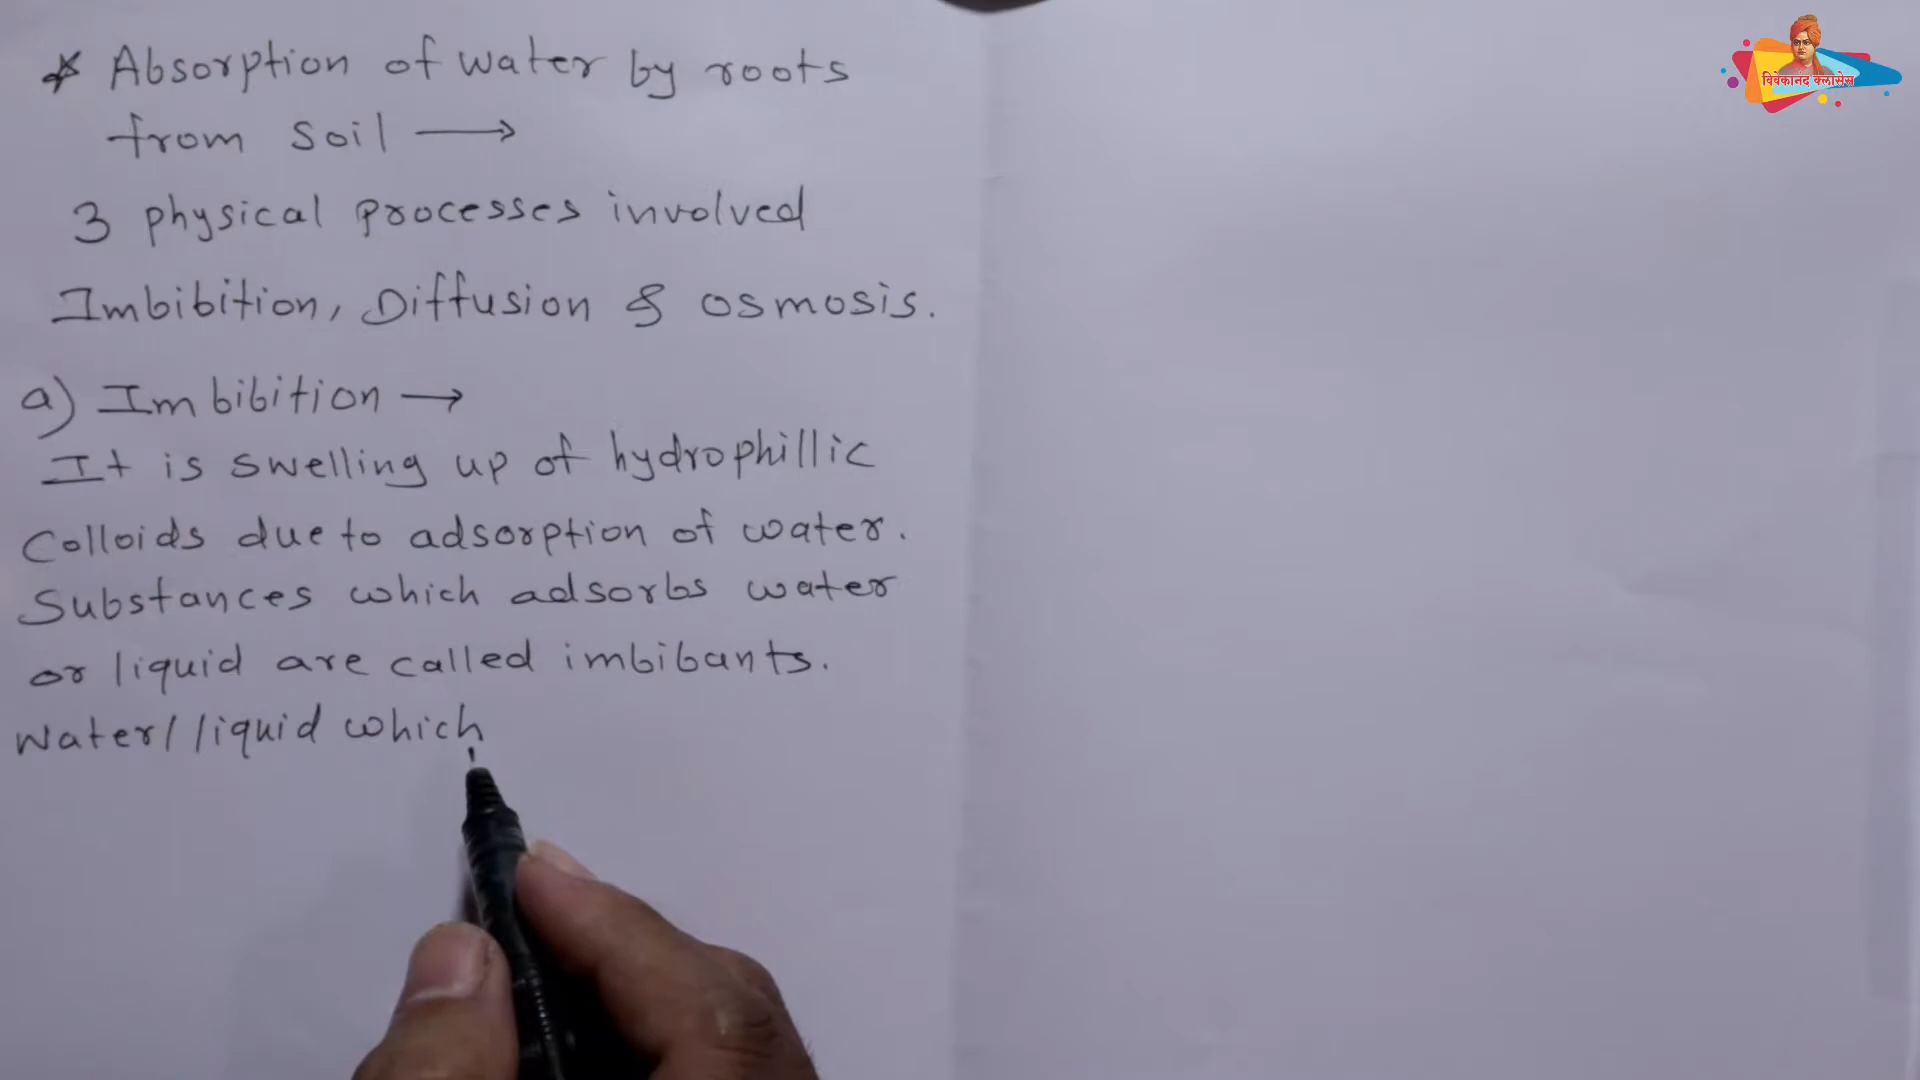 * Absorption of water by roots
from soil →
3 physical processes involved
Imbibition, Diffusion & osmosis.
a) Imbibition →
It is swelling up of hydrophillic
Colloids due to adsorption of water.
Substances which adsorbs water
or liquid are called imbibants.
Water/liquid which
विवेकानंद क्लासेस